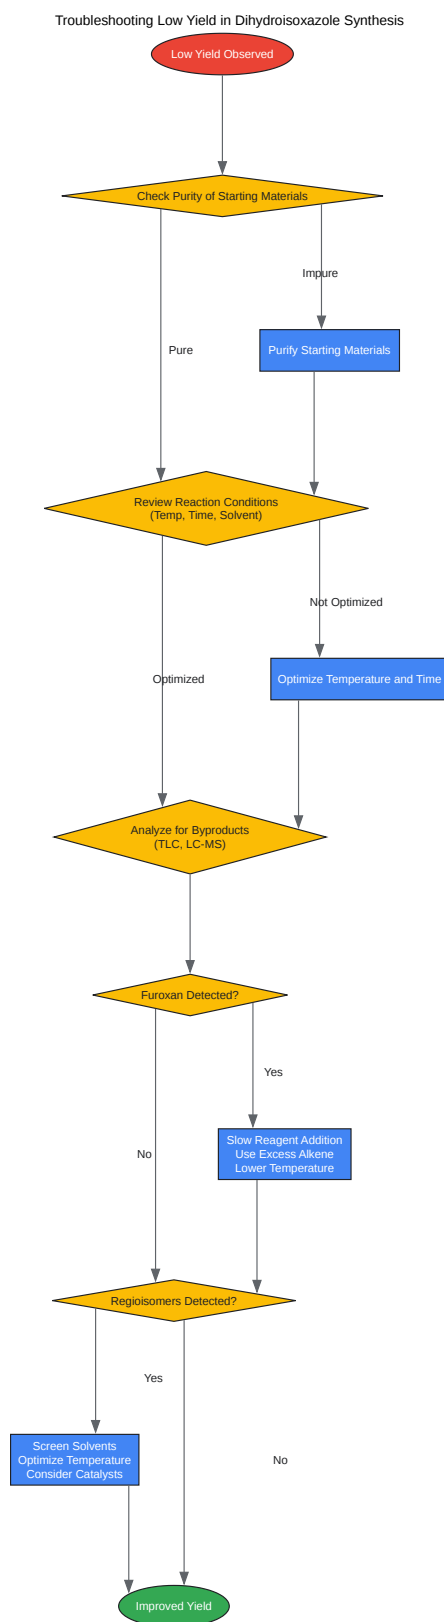 Troubleshooting Low Yield in Dihydroisoxazole Synthesis
Low Yield Observed
Check Purity of Starting Materials
Impure
Pure
Purify Starting Materials
Review Reaction Conditions
(Temp, Time, Solvent)
Not Optimized
Optimized
Optimize Temperature and Time
Analyze for Byproducts
(TLC, LC-MS)
Furoxan Detected?
Yes
No
Slow Reagent Addition
Use Excess Alkene
Lower Temperature
Regioisomers Detected?
Yes
Screen Solvents
Optimize Temperature
Consider Catalysts
No
Improved Yield